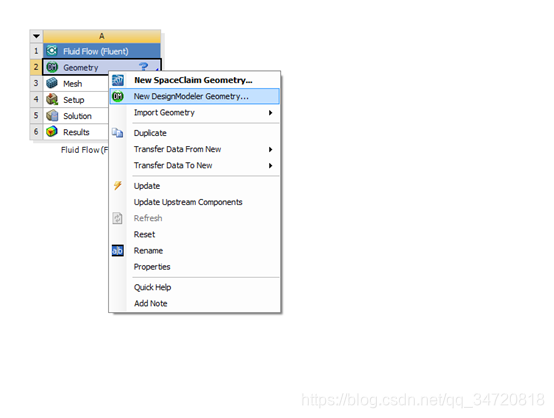 A
1 Fluid Flow (Fluent)
2 Geometry ?
3 Mesh
4 Setup
5 Solution
6 Results
Fluid Flow (F
New SpaceClaim Geometry...
DM New DesignModeler Geometry...
Import Geometry
Duplicate
Transfer Data From New
Transfer Data To New
Update
Update Upstream Components
Refresh
Reset
ab Rename
Properties
Quick Help
Add Note
https://blog.csdn.net/qq_34720818